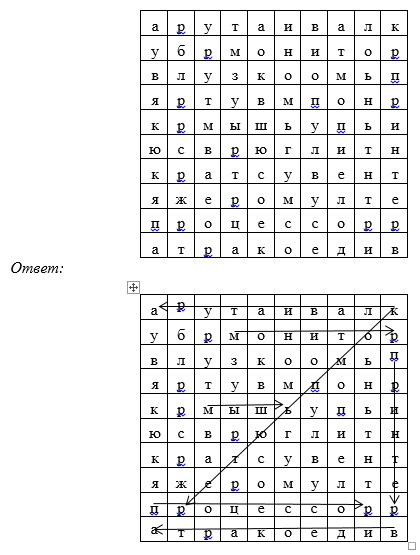 а р у т а и в а л к
у б р м о н и т о р
в л у з к о о м ь п
я р т у в м п о н р
к р м ы ш ь у п ь и
ю с в р ю г л и т н
к р а т с у в е н т
я ж е р о м у л т е
п р о ц е с с о р р
а т р а к о е д и в
Ответ:
а р у т а и в а л к
у б р м о н и т о р
в л у з к о о м ь п
я р т у в м п о н р
к р м ы ш ь у п ь и
ю с в р ю г л и т н
к р а т с у в е н т
я ж е р о м у л т е
п р о ц е с с о р р
а т р а к о е д и в